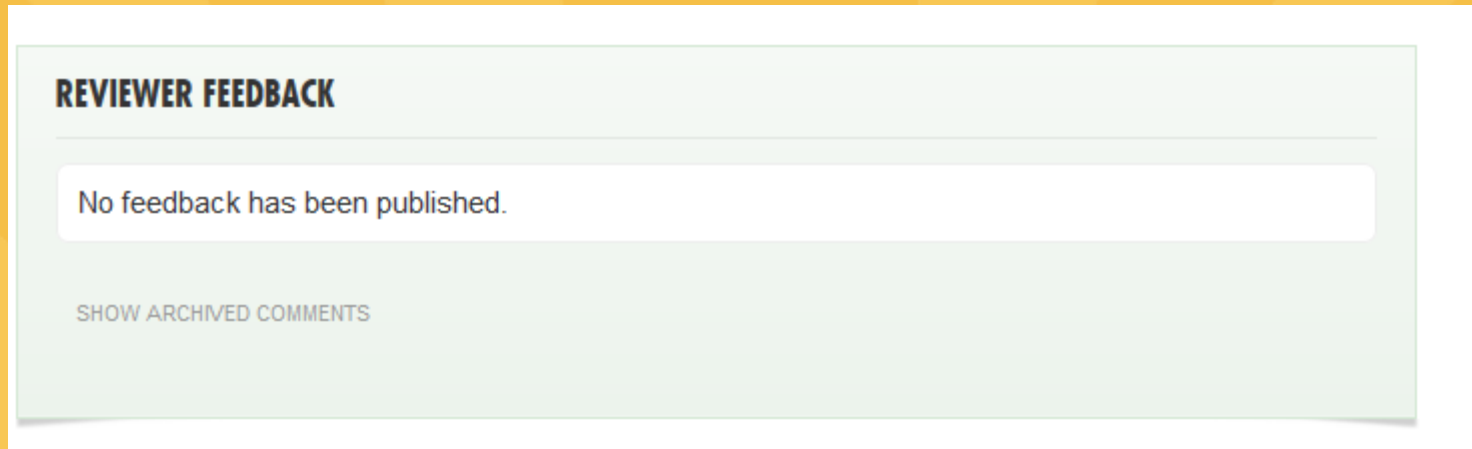 REVIEWER FEEDBACK
No feedback has been published.
SHOW ARCHIVED COMMENTS